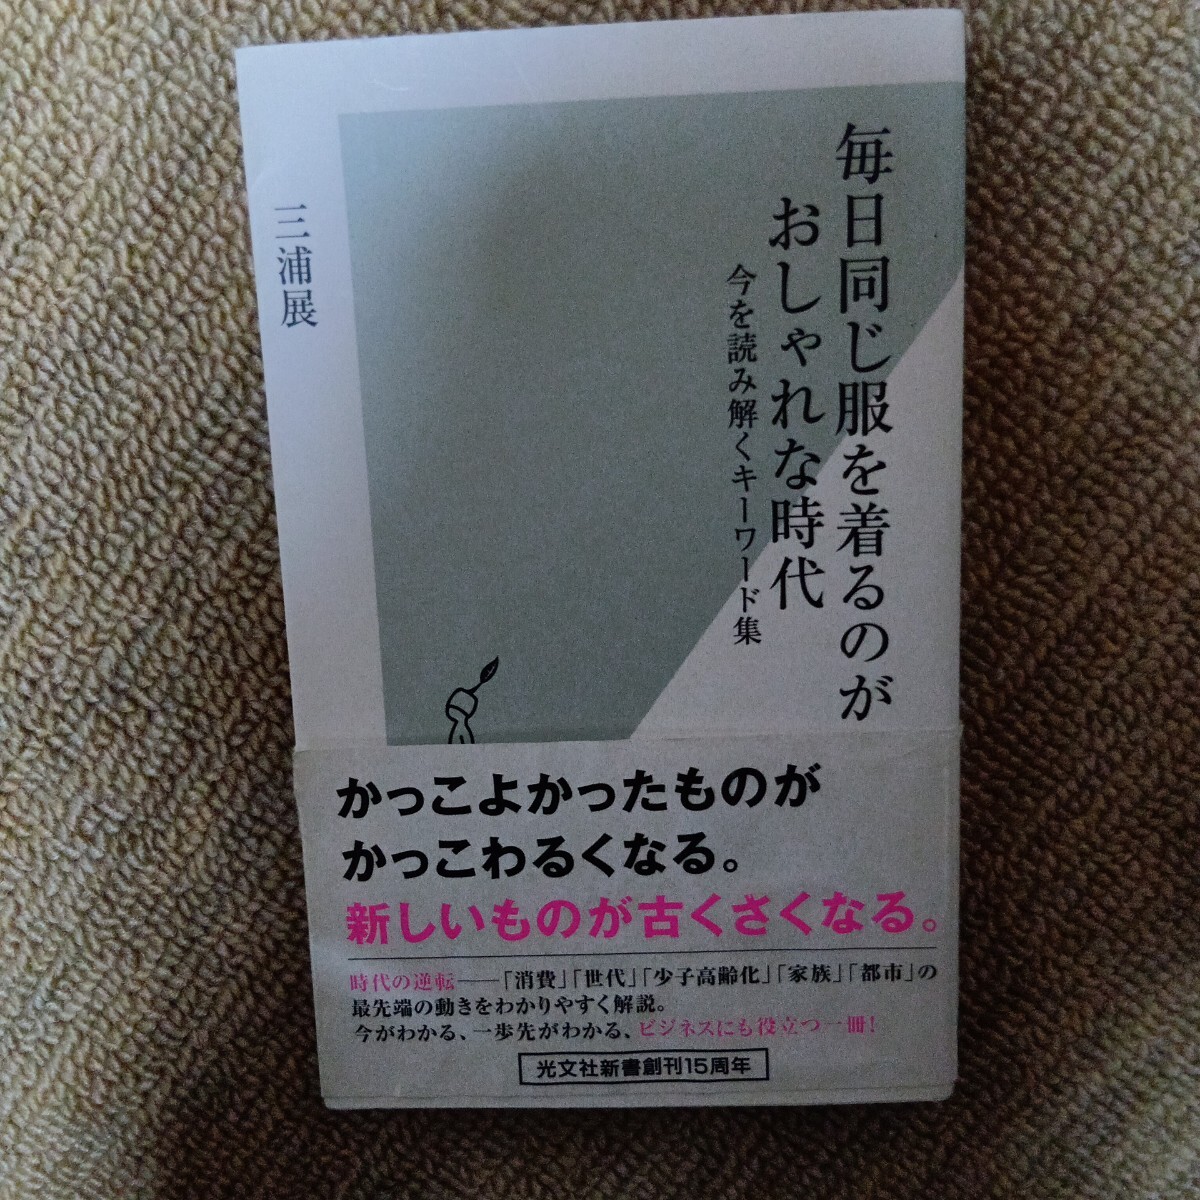 毎日同じ服を着るのが
おしゃれな時代
今を読み解くキーワード集
三浦展
かっこよかったものが
かっこわるくなる。
新しいものが古くさくなる。
時代の逆転──「消費」「世代」「少子高齢化」「家族」「都市」の
最先端の動きをわかりやすく解説。
今がわかる、一歩先がわかる、ビジネスにも役立つ一冊!
光文社新書創刊15周年